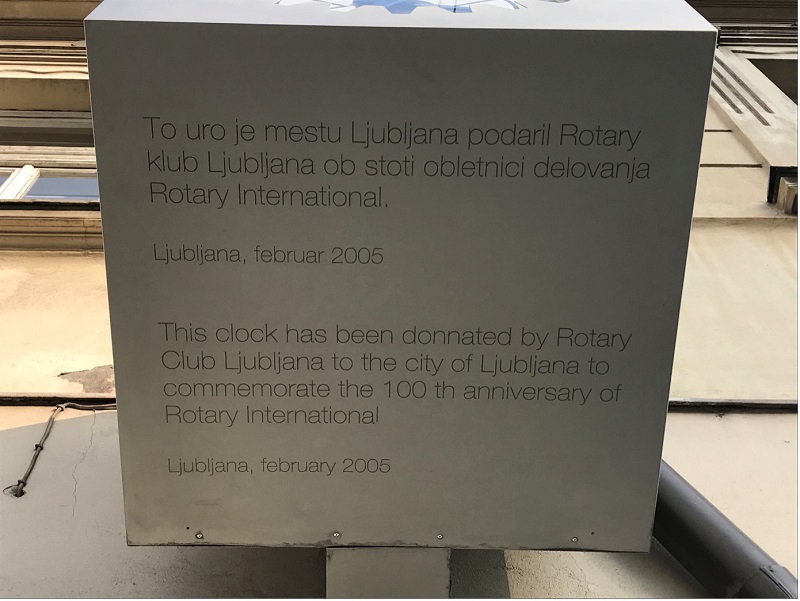 To uro je mestu Ljubljana podaril Rotary
klub Ljubljana ob stoti obletnici delovanja
Rotary International.
Ljubljana, februar 2005
This clock has been donnated by Rotary
Club Ljubljana to the city of Ljubljana to
commemorate the 100 th anniversary of
Rotary International
Ljubljana, february 2005